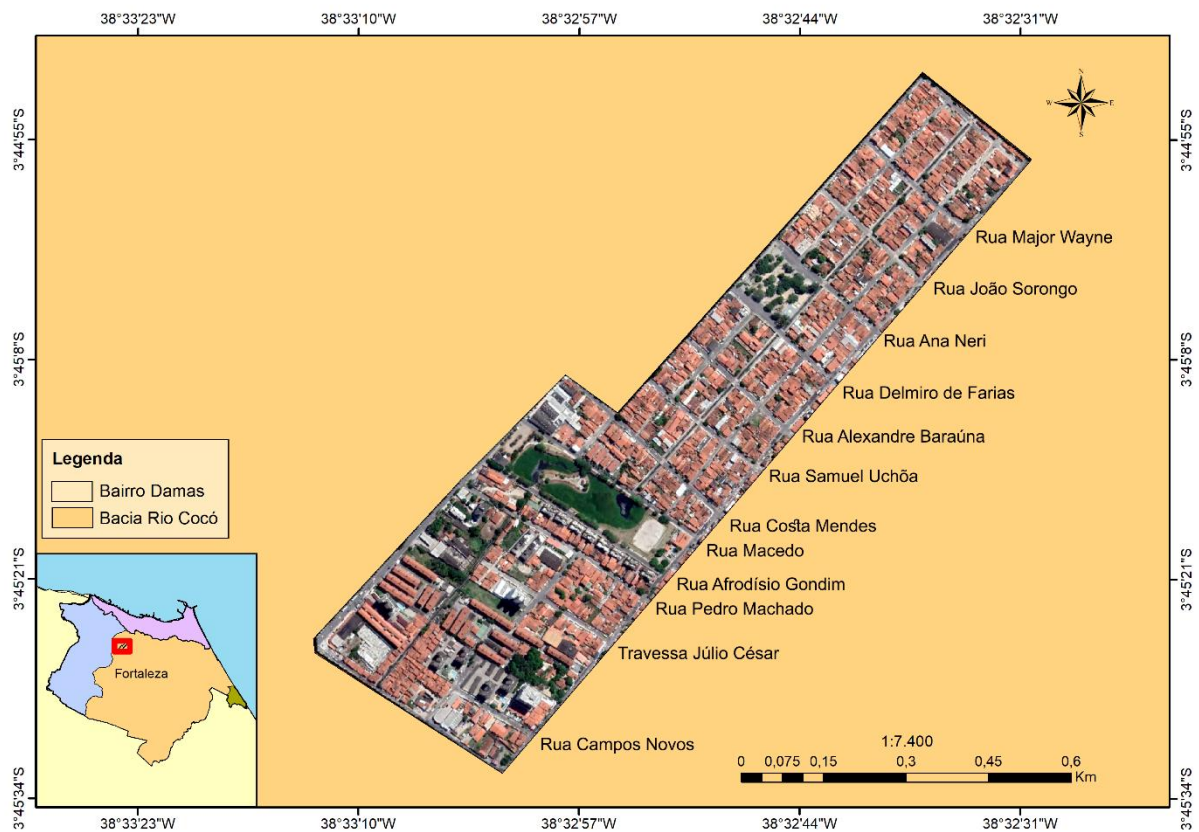 38°33'23"W 38°33'10"W 38°32'57"W 38°32'44"W 38°32'31"W
N
W E
S
3°44'55"S 3°44'55"S
Rua Major Wayne
Rua João Sorongo
Rua Ana Neri
3°45'8"S 3°45'8"S
Rua Delmiro de Farias
Rua Alexandre Baraúna
Rua Samuel Uchõa
Legenda
Bairro Damas
Bacia Rio Cocó
Rua Costa Mendes
Rua Macedo
3°45'21"S 3°45'21"S
Rua Afrodísio Gondim
Rua Pedro Machado
Travessa Júlio César
Fortaleza
Rua Campos Novos
1:7.400
0 0,075 0,15 0,3 0,45 0,6
Km
3°45'34"S 3°45'34"S
38°33'23"W 38°33'10"W 38°32'57"W 38°32'44"W 38°32'31"W